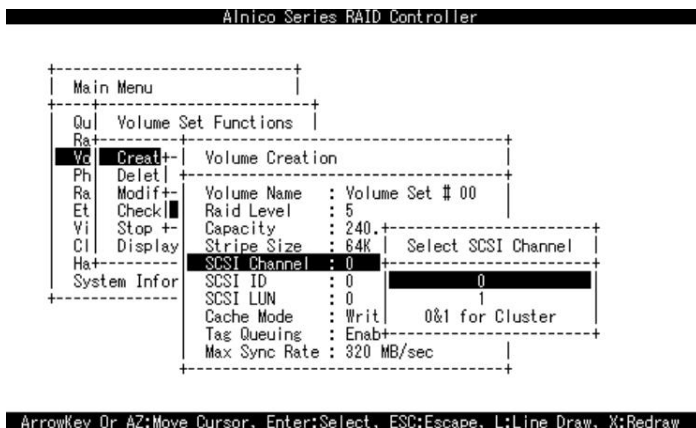 Alnico Series RAID Controller
Main Menu
Qu
Volume Set Functions
Ra
Vo
Creat
Volume Creation
Ph
Delet
Ra
Modif
Volume Name : Volume Set # 00
Et
Check
Raid Level : 5
Vi
Stop
Capacity : 240.
Cl
Display
Stripe Size : 64K
Select SCSI Channel
Ha
SCSI Channel : 0
System Infor
SCSI ID : 0
0
SCSI LUN : 0
1
Cache Mode : Writ
0&1 for Cluster
Tag Queuing : Enab
Max Sync Rate : 320 MB/sec
ArrowKey Or AZ:Move Cursor, Enter:Select, ESC:Escape, L:Line Draw, X:Redraw